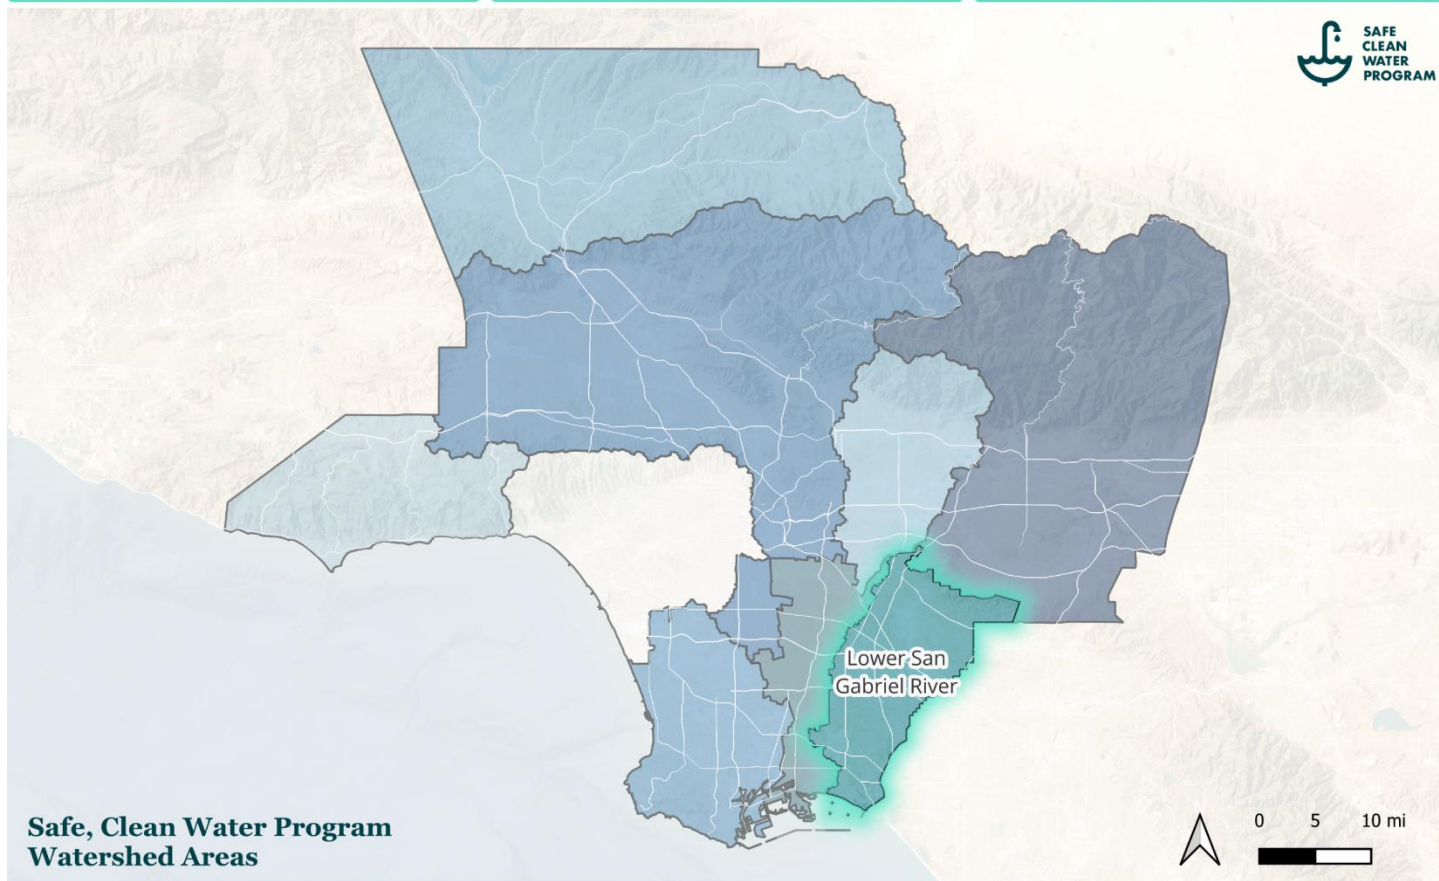 SAFE
CLEAN
WATER
PROGRAM
Lower San
Gabriel River
Safe, Clean Water Program
Watershed Areas
0 5 10 mi